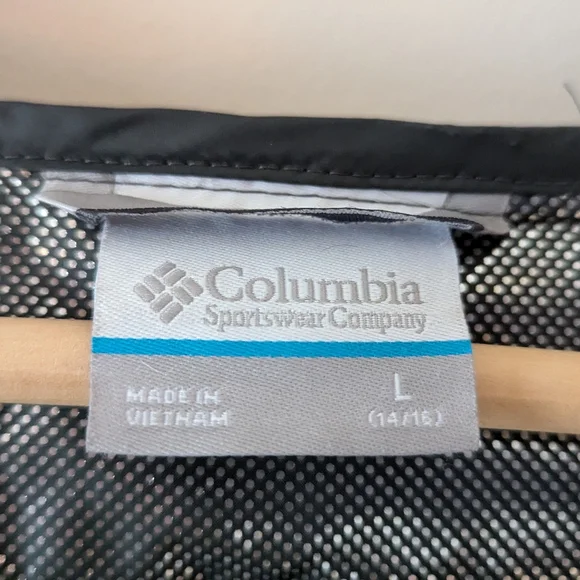 Columbia
Sportswear Company
MADE IN
VIETNAM
L
(14/16)